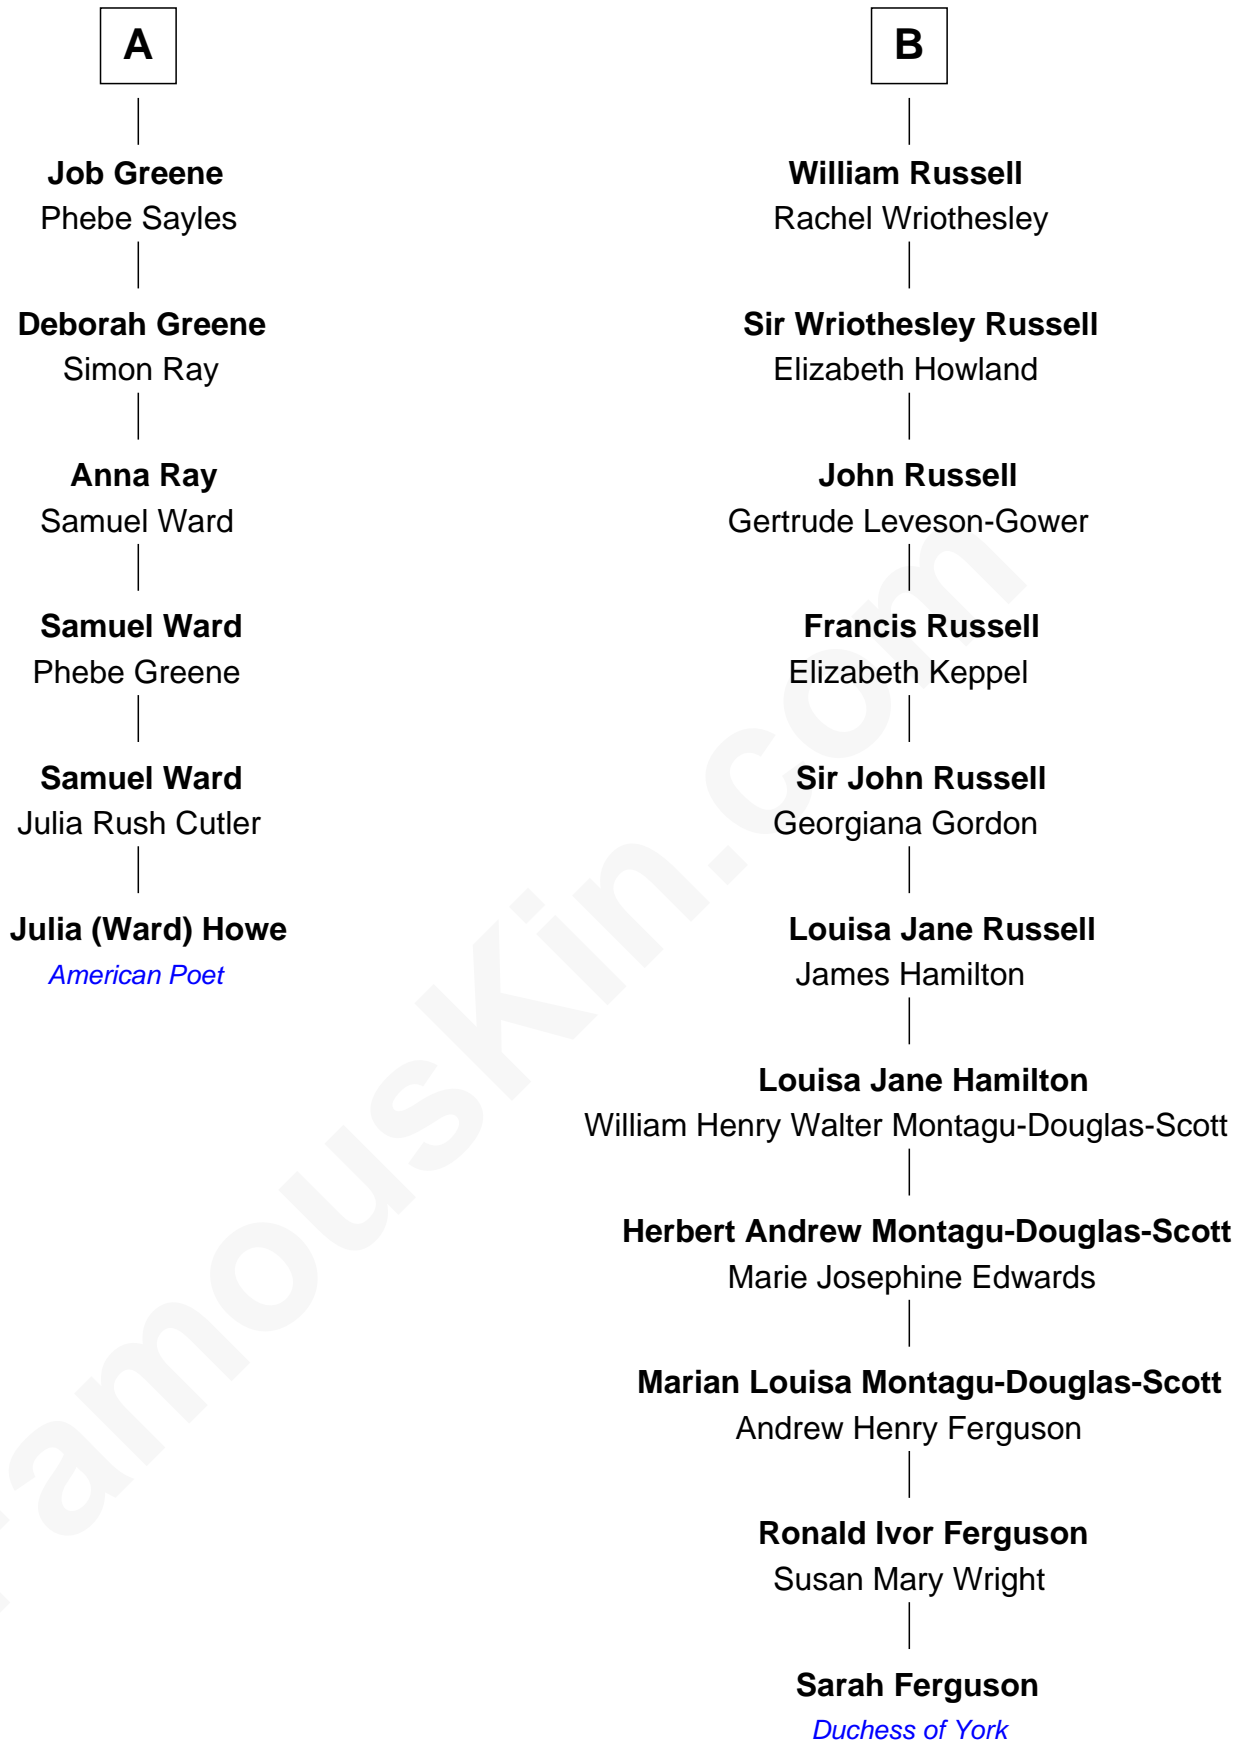 A
Job Greene
Phebe Sayles
Deborah Greene
Simon Ray
Anna Ray
Samuel Ward
Samuel Ward
Phebe Greene
Samuel Ward
Julia Rush Cutler
Julia (Ward) Howe
American Poet
B
William Russell
Rachel Wriothesley
Sir Wriothesley Russell
Elizabeth Howland
John Russell
Gertrude Leveson-Gower
Francis Russell
Elizabeth Keppel
Sir John Russell
Georgiana Gordon
Louisa Jane Russell
James Hamilton
Louisa Jane Hamilton
William Henry Walter Montagu-Douglas-Scott
Herbert Andrew Montagu-Douglas-Scott
Marie Josephine Edwards
Marian Louisa Montagu-Douglas-Scott
Andrew Henry Ferguson
Ronald Ivor Ferguson
Susan Mary Wright
Sarah Ferguson
Duchess of York
FamousKin.com